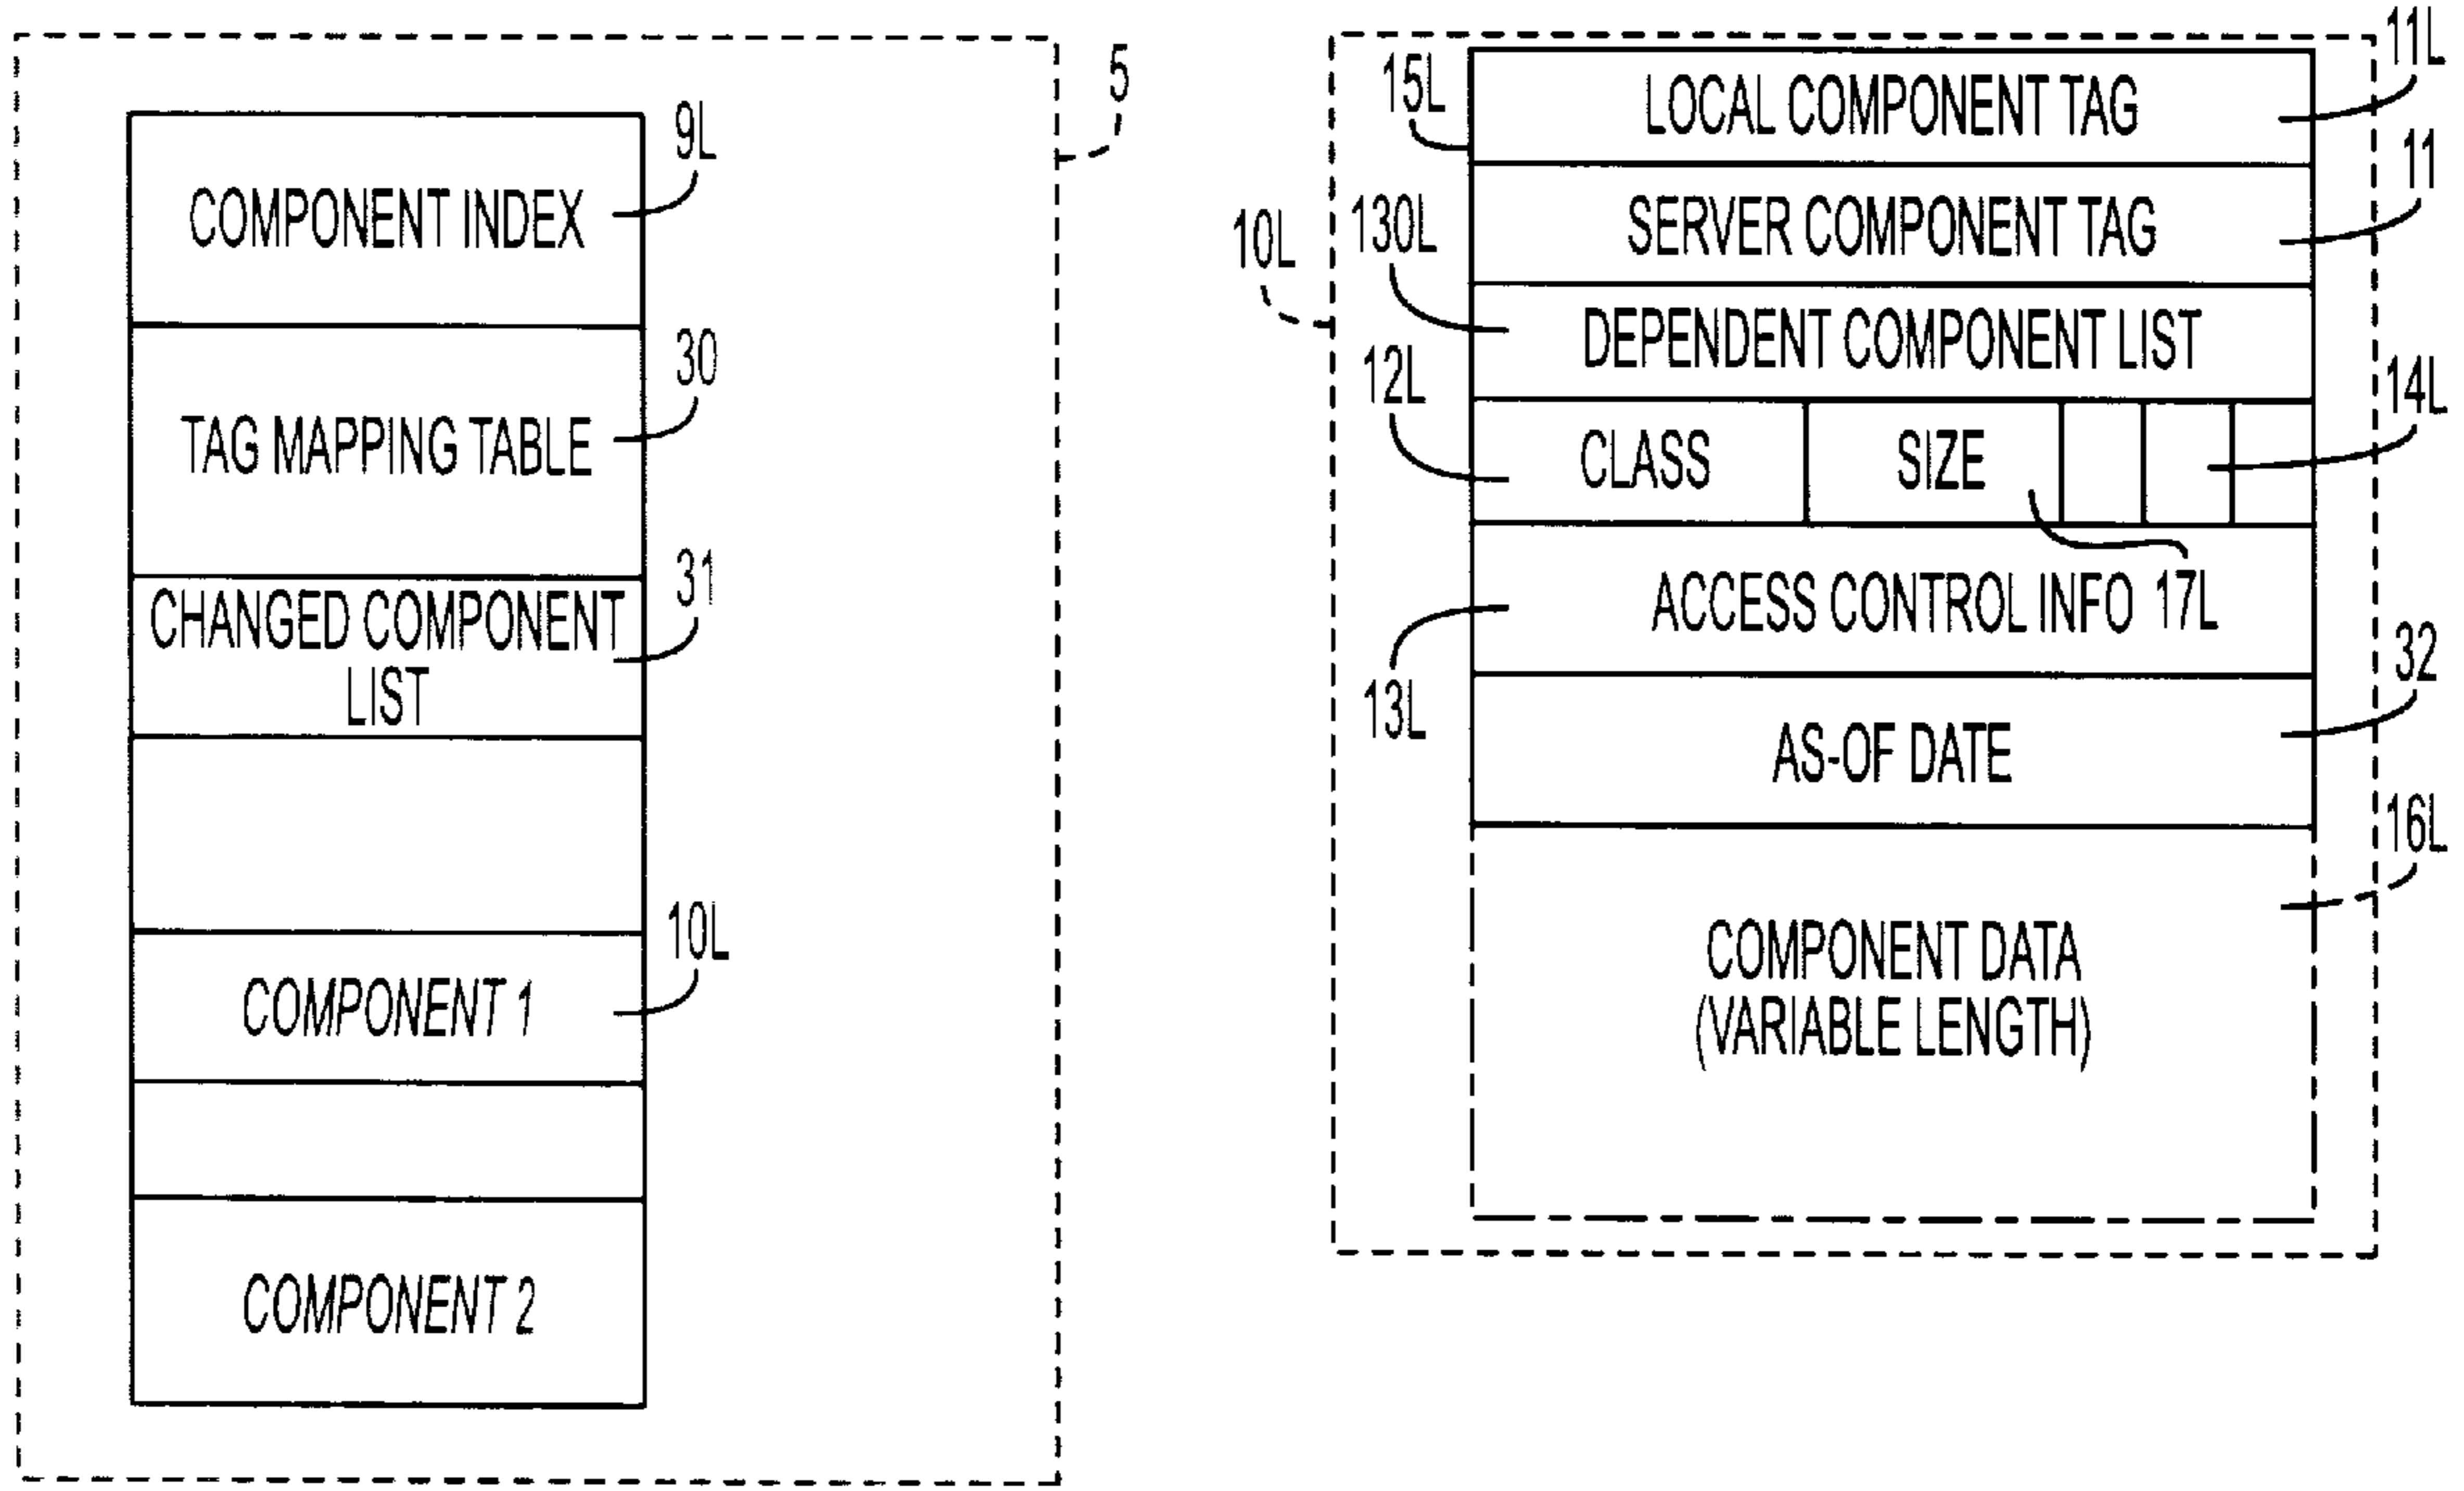 5
9L
COMPONENT INDEX
30
TAG MAPPING TABLE
31
CHANGED COMPONENT
LIST
10L
COMPONENT 1
COMPONENT 2
11L
15L
LOCAL COMPONENT TAG
11
SERVER COMPONENT TAG
10L
130L
DEPENDENT COMPONENT LIST
12L
14L
CLASS SIZE
ACCESS CONTROL INFO 17L
13L
32
AS-OF DATE
16L
COMPONENT DATA
(VARIABLE LENGTH)